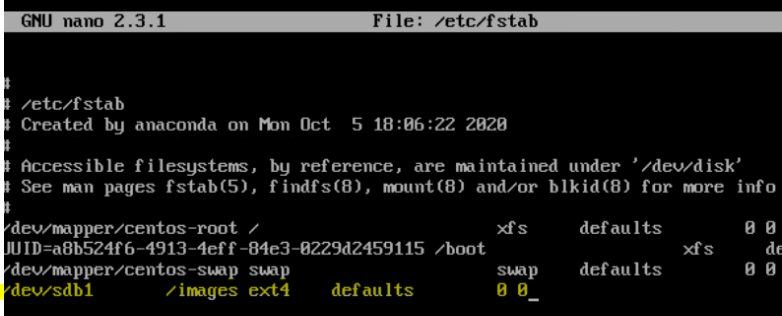 GNU nano 2.3.1 File: /etc/fstab
#
# /etc/fstab
# Created by anaconda on Mon Oct 5 18:06:22 2020
#
# Accessible filesystems, by reference, are maintained under '/dev/disk'
# See man pages fstab(5), findfs(8), mount(8) and/or blkid(8) for more info
#
/dev/mapper/centos-root / xfs defaults 0 0
UUID=a8b524f6-4913-4eff-84e3-0229d2459115 /boot xfs de
/dev/mapper/centos-swap swap swap defaults 0 0
/dev/sdb1 /images ext4 defaults 0 0_